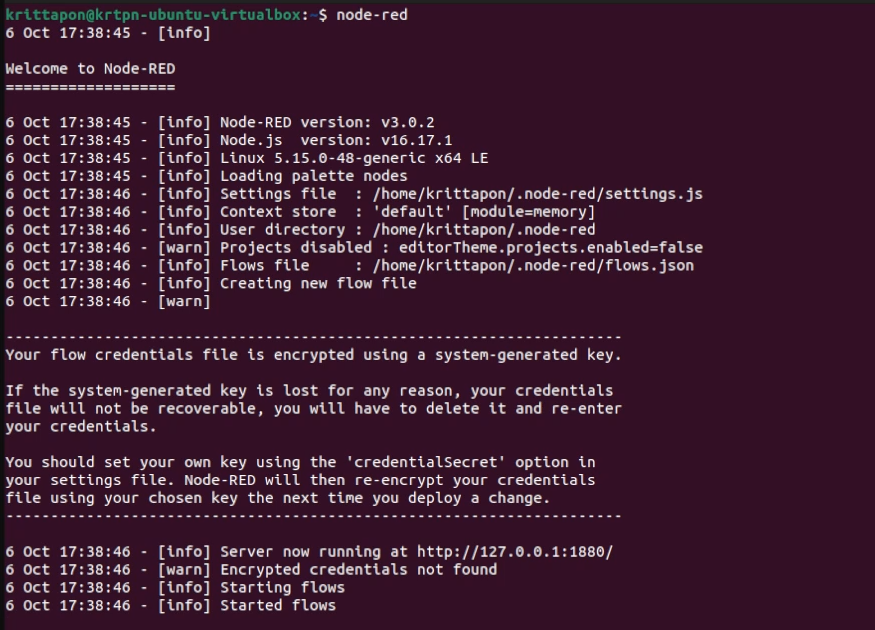 krittapon@krtpn-ubuntu-virtualbox:~$ node-red
6 Oct 17:38:45 - [info]
Welcome to Node-RED
===================
6 Oct 17:38:45 - [info] Node-RED version: v3.0.2
6 Oct 17:38:45 - [info] Node.js  version: v16.17.1
6 Oct 17:38:45 - [info] Linux 5.15.0-48-generic x64 LE
6 Oct 17:38:45 - [info] Loading palette nodes
6 Oct 17:38:46 - [info] Settings file  : /home/krittapon/.node-red/settings.js
6 Oct 17:38:46 - [info] Context store  : 'default' [module=memory]
6 Oct 17:38:46 - [info] User directory : /home/krittapon/.node-red
6 Oct 17:38:46 - [warn] Projects disabled : editorTheme.projects.enabled=false
6 Oct 17:38:46 - [info] Flows file     : /home/krittapon/.node-red/flows.json
6 Oct 17:38:46 - [info] Creating new flow file
6 Oct 17:38:46 - [warn]
---------------------------------------------------------------------
Your flow credentials file is encrypted using a system-generated key.
If the system-generated key is lost for any reason, your credentials
file will not be recoverable, you will have to delete it and re-enter
your credentials.
You should set your own key using the 'credentialSecret' option in
your settings file. Node-RED will then re-encrypt your credentials
file using your chosen key the next time you deploy a change.
---------------------------------------------------------------------
6 Oct 17:38:46 - [info] Server now running at http://127.0.0.1:1880/
6 Oct 17:38:46 - [warn] Encrypted credentials not found
6 Oct 17:38:46 - [info] Starting flows
6 Oct 17:38:46 - [info] Started flows